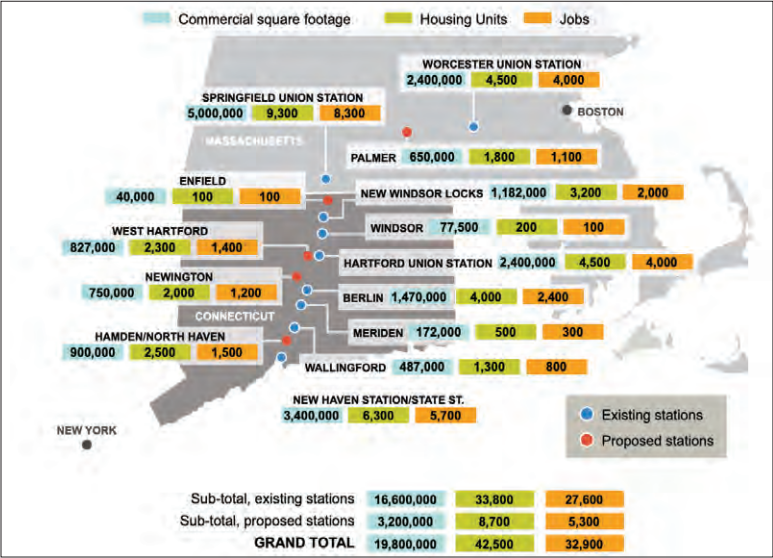 Commercial square footage Housing Units Jobs
WORCESTER UNION STATION
2,400,000 4,500 4,000
SPRINGFIELD UNION STATION
5,000,000 9,300 8,300
BOSTON
MASSACHUSETTS
PALMER 650,000 1,800 1,100
ENFIELD
40,000 100 100
NEW WINDSOR LOCKS 1,182,000 3,200 2,000
WEST HARTFORD
827,000 2,300 1,400
WINDSOR 77,500 200 100
HARTFORD UNION STATION 2,400,000 4,500 4,000
NEWINGTON
750,000 2,000 1,200
BERLIN 1,470,000 4,000 2,400
CONNECTICUT
MERIDEN 172,000 500 300
HAMDEN/NORTH HAVEN
900,000 2,500 1,500
WALLINGFORD 487,000 1,300 800
NEW HAVEN STATION/STATE ST.
3,400,000 6,300 5,700
Existing stations
Proposed stations
NEW YORK
Sub-total, existing stations 16,600,000 33,800 27,600
Sub-total, proposed stations 3,200,000 8,700 5,300
GRAND TOTAL 19,800,000 42,500 32,900